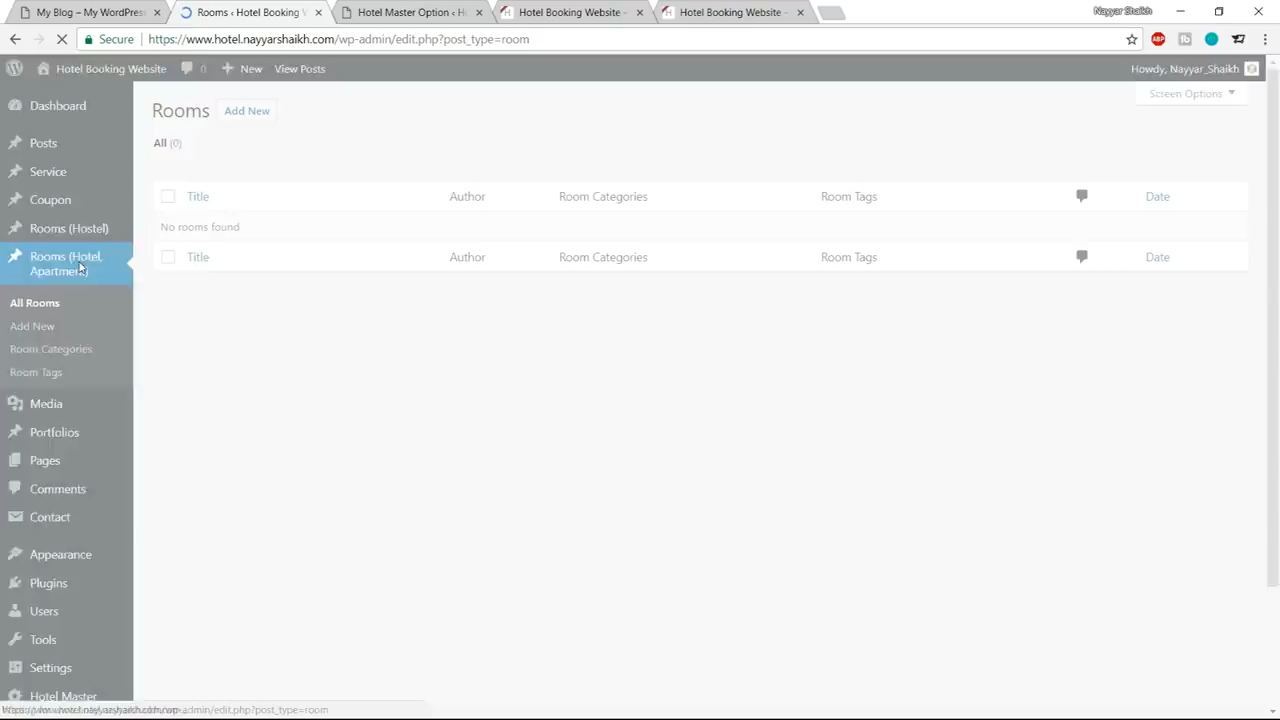 My Blog – My WordPress
Rooms ‹ Hotel Booking W
Hotel Master Option ‹ H
Hotel Booking Website -
Hotel Booking Website -
Nayyar Shaikh
Secure
https://www.hotel.nayyarshaikh.com/wp-admin/edit.php?post_type=room
ABP
Hotel Booking Website
0
New
View Posts
Howdy, Nayyar_Shaikh
Dashboard
Posts
Service
Coupon
Rooms (Hostel)
Rooms (Hotel,
Apartment)
All Rooms
Add New
Room Categories
Room Tags
Media
Portfolios
Pages
Comments
Contact
Appearance
Plugins
Users
Tools
Settings
Hotel Master
Rooms
Add New
Screen Options
All (0)
Title
Author
Room Categories
Room Tags
Date
No rooms found
Title
Author
Room Categories
Room Tags
Date